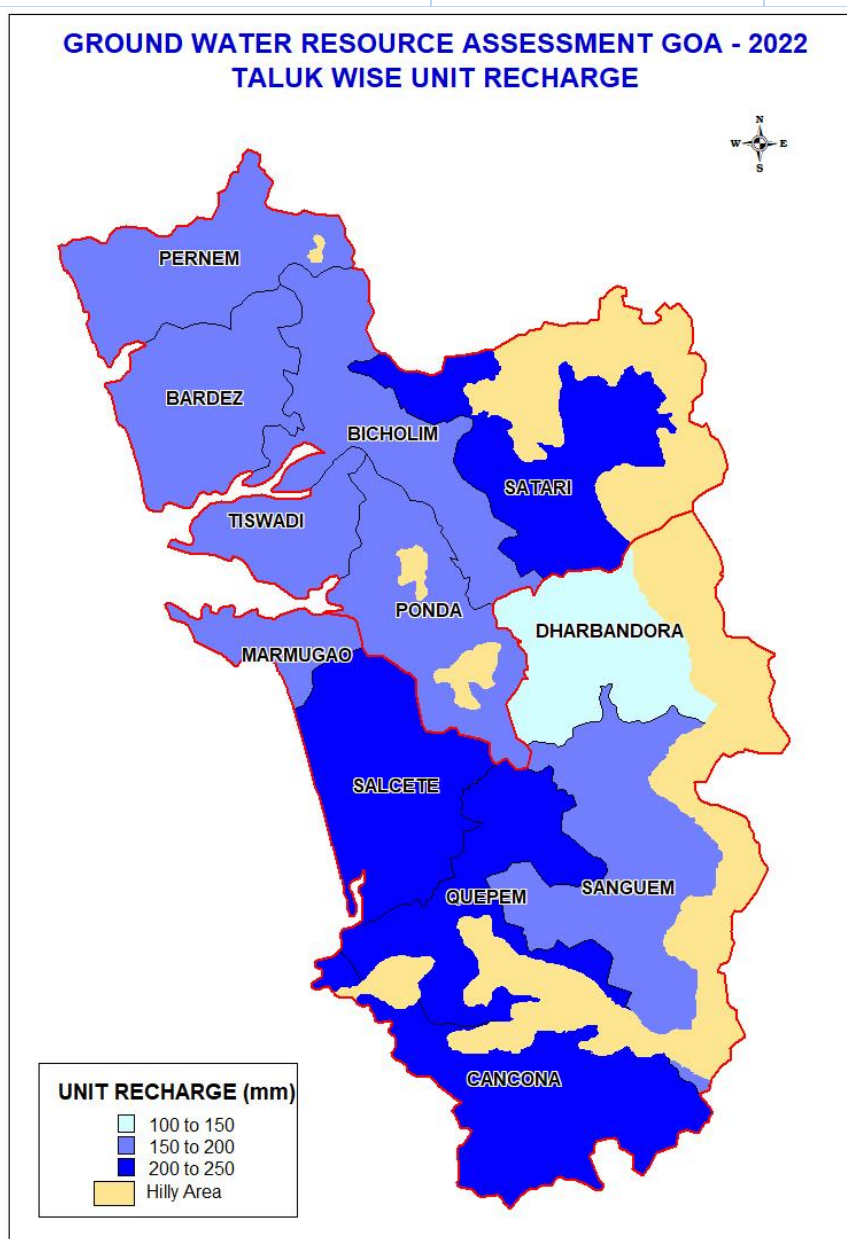 GROUND WATER RESOURCE ASSESSMENT GOA - 2022
TALUK WISE UNIT RECHARGE
N
W E
S
PERNEM
BARDEZ
BICHOLIM
SATARI
TISWADI
PONDA
DHARBANDORA
MARMUGAO
SALCETE
SANGUEM
QUEPEM
CANCONA
UNIT RECHARGE (mm)
100 to 150
150 to 200
200 to 250
Hilly Area